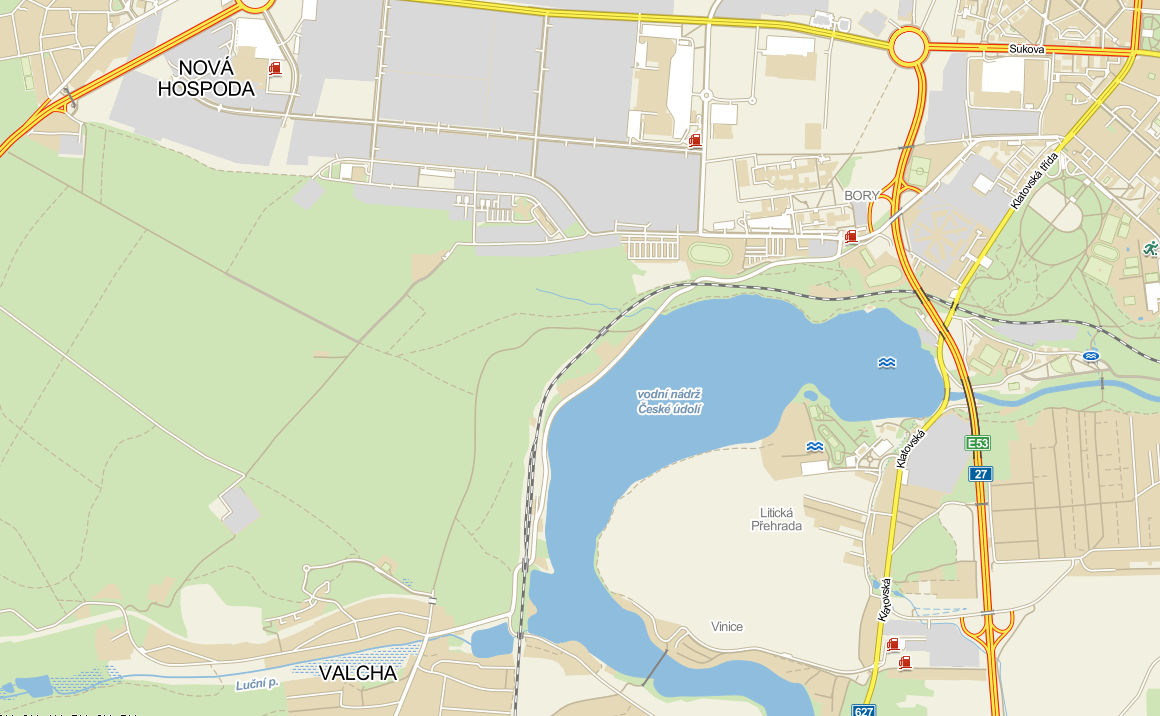 Sukova
NOVÁ
HOSPODA
Klatovská třída
BORY
vodní nádrž
České údolí
Klatovská
E53
27
Litická
Přehrada
Klatovská
Vinice
VALCHA
Luční p.
627